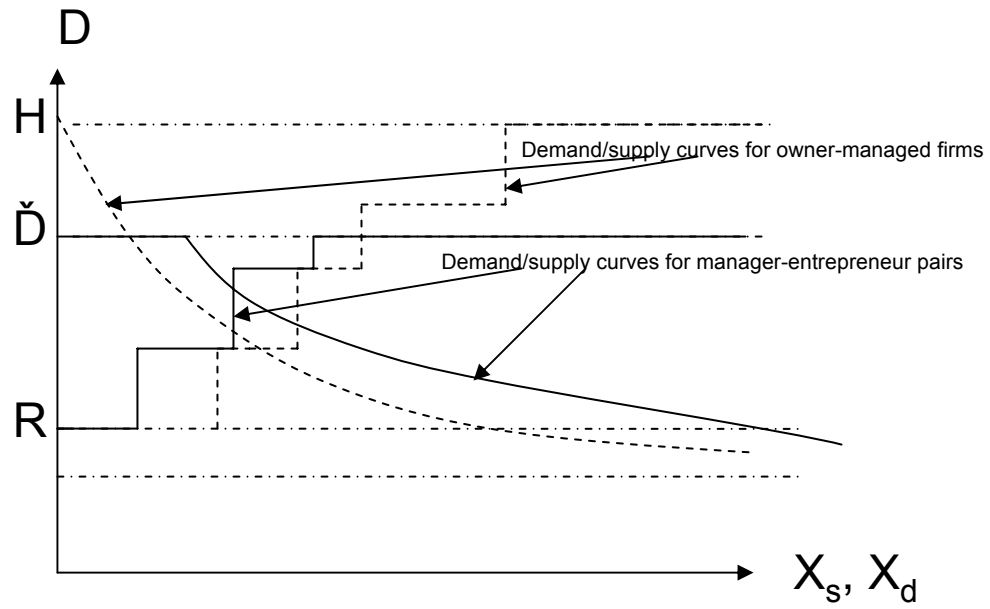 D
H
Demand/supply curves for owner-managed firms
Ď
Demand/supply curves for manager-entrepreneur pairs
R
Xs, Xd